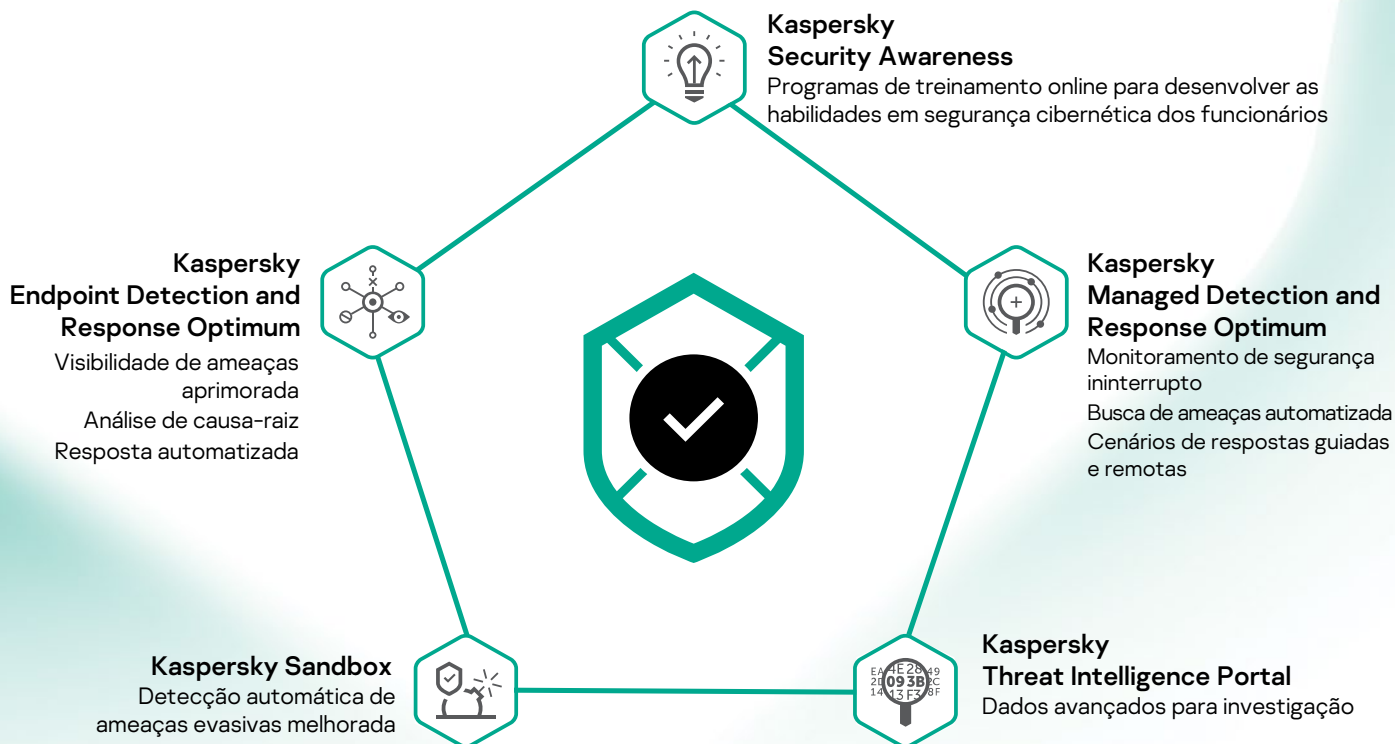 Kaspersky
Security Awareness
Programas de treinamento online para desenvolver as
habilidades em segurança cibernética dos funcionários
Kaspersky
Endpoint Detection and
Response Optimum
Visibilidade de ameaças
aprimorada
Análise de causa-raiz
Resposta automatizada
Kaspersky
Managed Detection and
Response Optimum
Monitoramento de segurança
ininterrupto
Busca de ameaças automatizada
Cenários de respostas guiadas
e remotas
Kaspersky Sandbox
Detecção automática de
ameaças evasivas melhorada
Kaspersky
Threat Intelligence Portal
Dados avançados para investigação
093B
13 F3